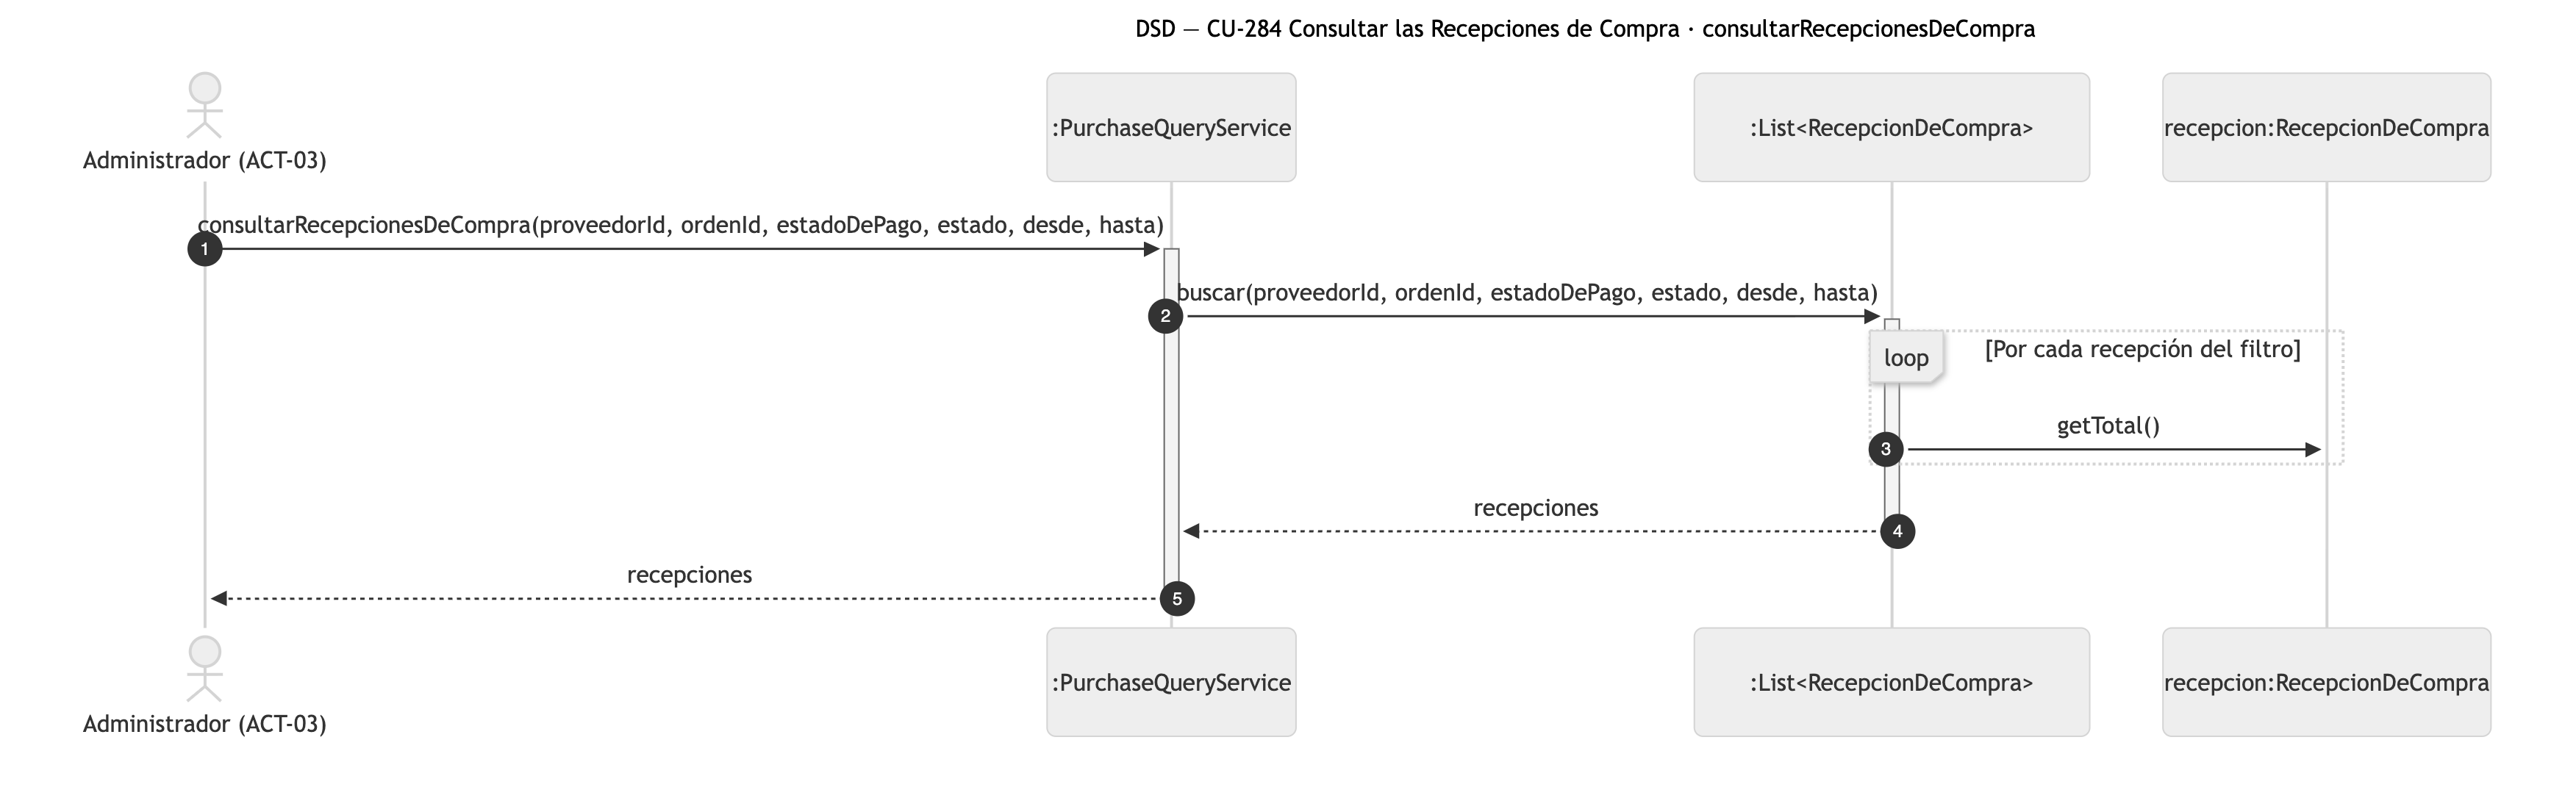 DSD — CU-284 Consultar las Recepciones de Compra · consultarRecepcionesDeCompra
Administrador (ACT-03)
:PurchaseQueryService
:List<RecepcionDeCompra>
recepcion:RecepcionDeCompra
consultarRecepcionesDeCompra(proveedorId, ordenId, estadoDePago, estado, desde, hasta)
1
buscar(proveedorId, ordenId, estadoDePago, estado, desde, hasta)
2
loop
[Por cada recepción del filtro]
getTotal()
3
recepciones
4
recepciones
5
Administrador (ACT-03)
:PurchaseQueryService
:List<RecepcionDeCompra>
recepcion:RecepcionDeCompra